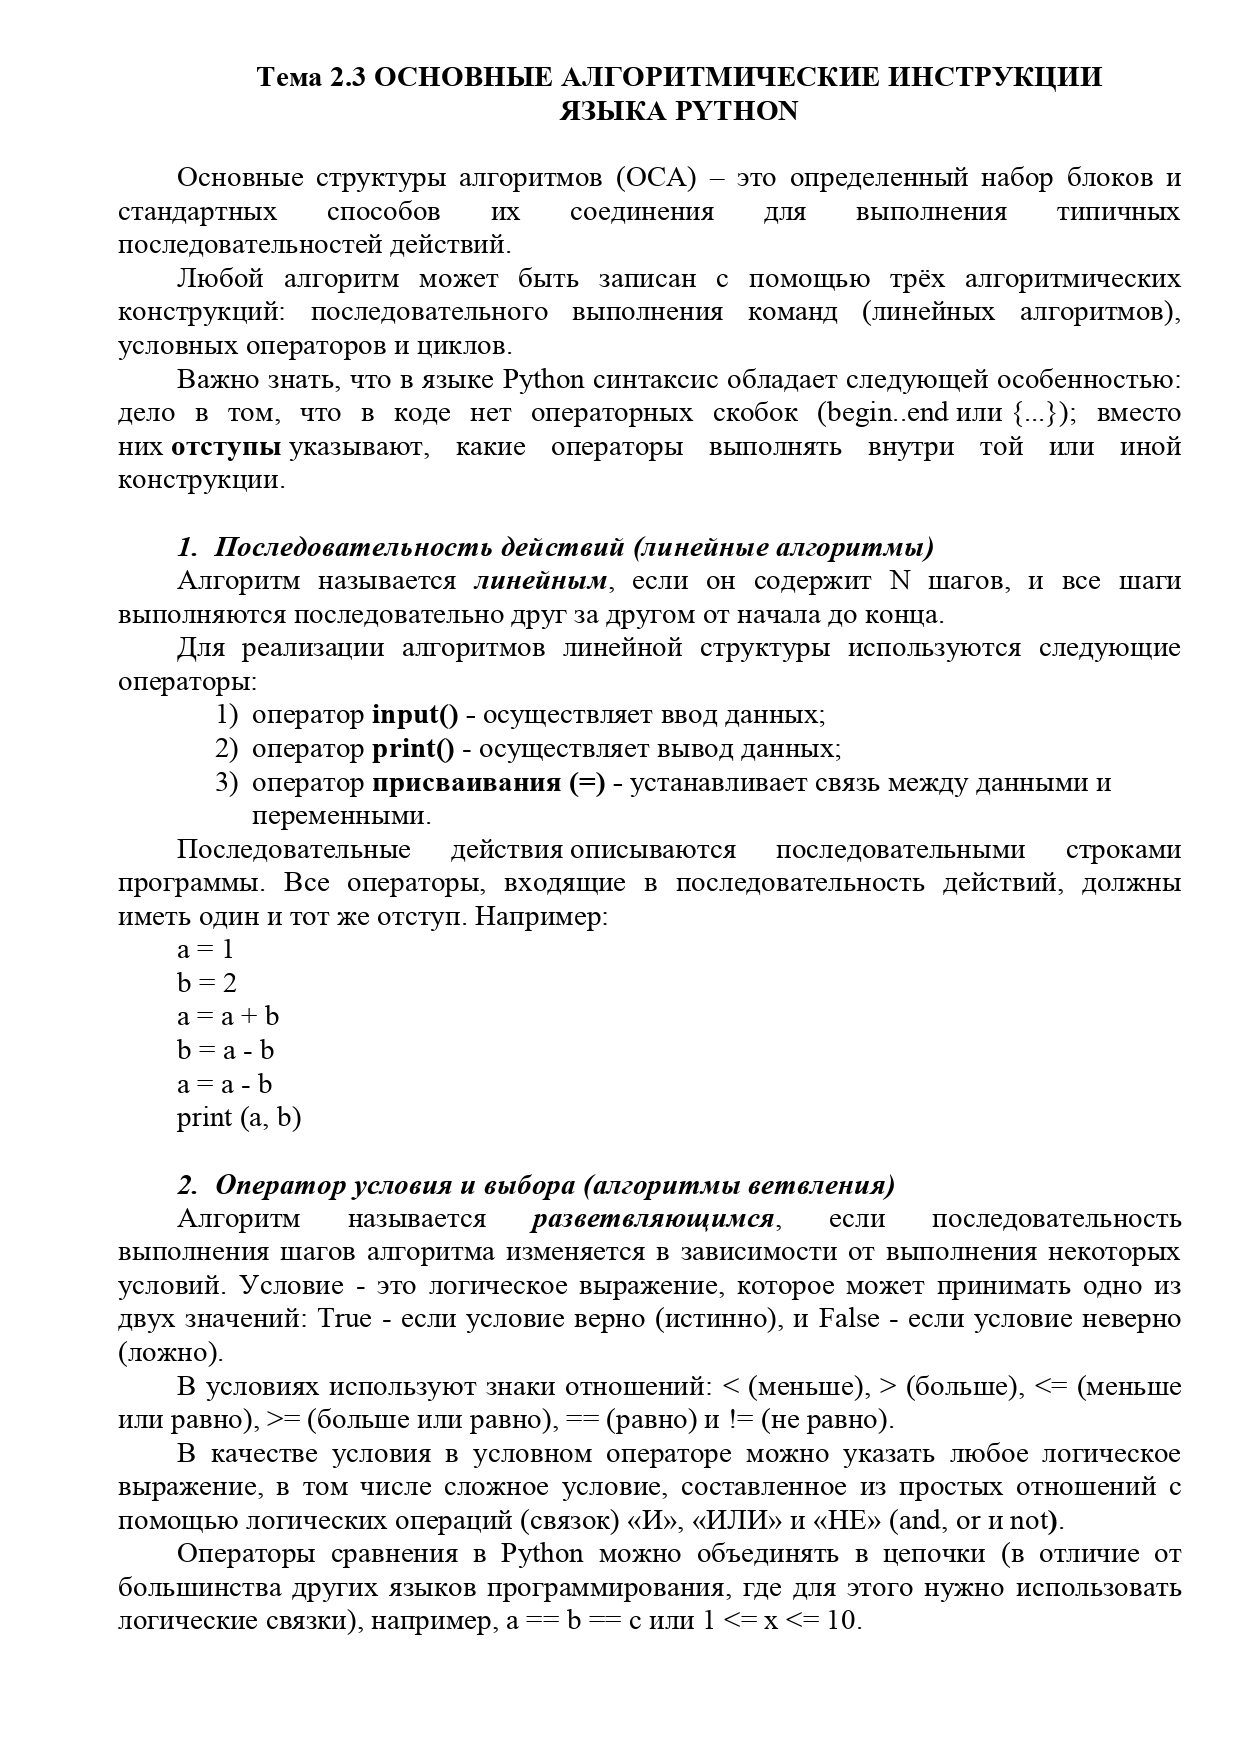 Тема 2.3 ОСНОВНЫЕ АЛГОРИТМИЧЕСКИЕ ИНСТРУКЦИИ
ЯЗЫКА PYTHON
Основные структуры алгоритмов (ОСА) – это определенный набор блоков и
стандартных способов их соединения для выполнения типичных
последовательностей действий.
Любой алгоритм может быть записан с помощью трёх алгоритмических
конструкций: последовательного выполнения команд (линейных алгоритмов),
условных операторов и циклов.
Важно знать, что в языке Python синтаксис обладает следующей особенностью:
дело в том, что в коде нет операторных скобок (begin..end или {...}); вместо
них отступы указывают, какие операторы выполнять внутри той или иной
конструкции.
1. Последовательность действий (линейные алгоритмы)
Алгоритм называется линейным, если он содержит N шагов, и все шаги
выполняются последовательно друг за другом от начала до конца.
Для реализации алгоритмов линейной структуры используются следующие
операторы:
1) оператор input() - осуществляет ввод данных;
2) оператор print() - осуществляет вывод данных;
3) оператор присваивания (=) - устанавливает связь между данными и
переменными.
Последовательные действия описываются последовательными строками
программы. Все операторы, входящие в последовательность действий, должны
иметь один и тот же отступ. Например:
a = 1
b = 2
a = a + b
b = a - b
a = a - b
print (a, b)
2. Оператор условия и выбора (алгоритмы ветвления)
Алгоритм называется разветвляющимся, если последовательность
выполнения шагов алгоритма изменяется в зависимости от выполнения некоторых
условий. Условие - это логическое выражение, которое может принимать одно из
двух значений: True - если условие верно (истинно), и False - если условие неверно
(ложно).
В условиях используют знаки отношений: < (меньше), > (больше), <= (меньше
или равно), >= (больше или равно), == (равно) и != (не равно).
В качестве условия в условном операторе можно указать любое логическое
выражение, в том числе сложное условие, составленное из простых отношений с
помощью логических операций (связок) «И», «ИЛИ» и «НЕ» (and, or и not).
Операторы сравнения в Python можно объединять в цепочки (в отличие от
большинства других языков программирования, где для этого нужно использовать
логические связки), например, a == b == c или 1 <= x <= 10.